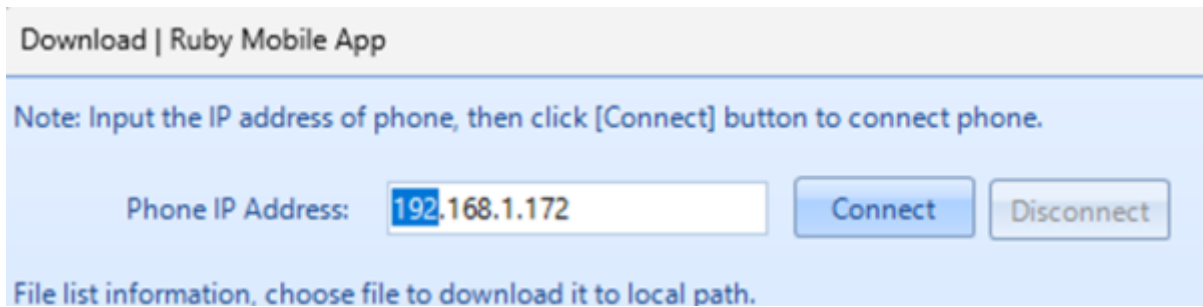 Download | Ruby Mobile App
Note: Input the IP address of phone, then click [Connect] button to connect phone.
Phone IP Address: 192.168.1.172 Connect Disconnect
File list information, choose file to download it to local path.